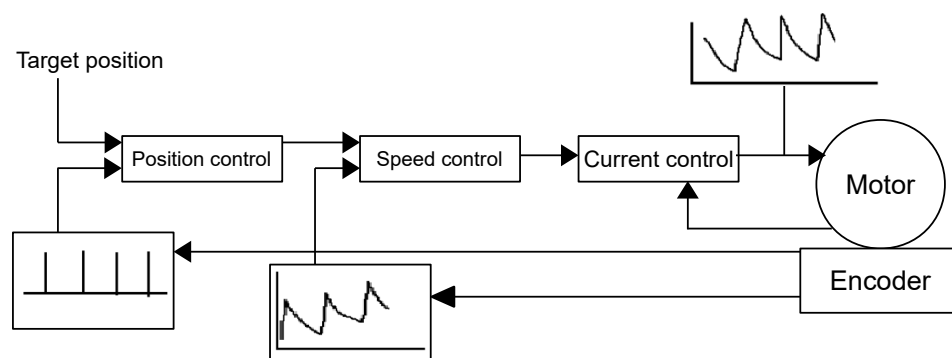 Target position
Position control
Speed control
Current control
Motor
Encoder